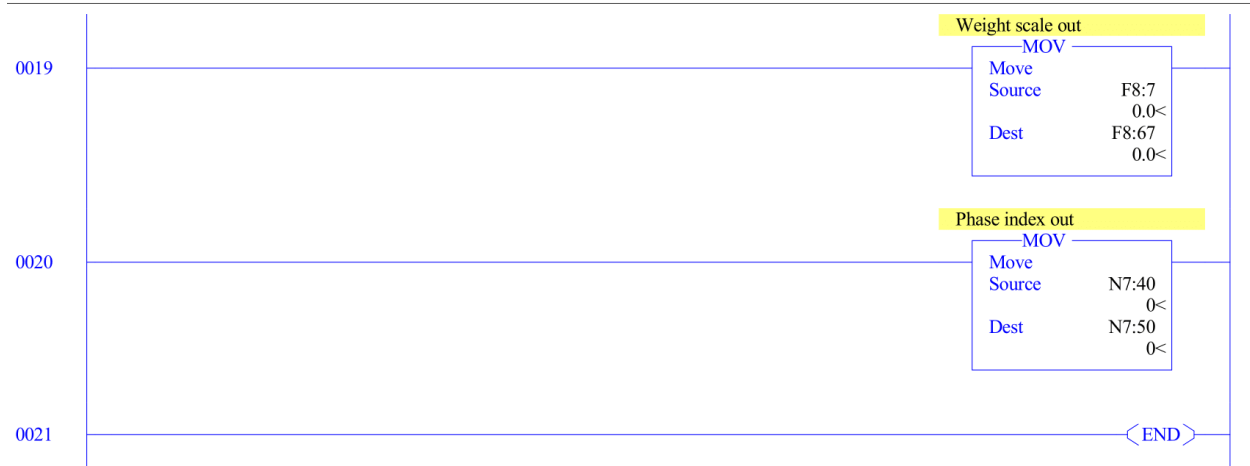 Weight scale out
MOV
0019
Move
Source F8:7
0.0<
Dest F8:67
0.0<
Phase index out
MOV
0020
Move
Source N7:40
0<
Dest N7:50
0<
0021
END